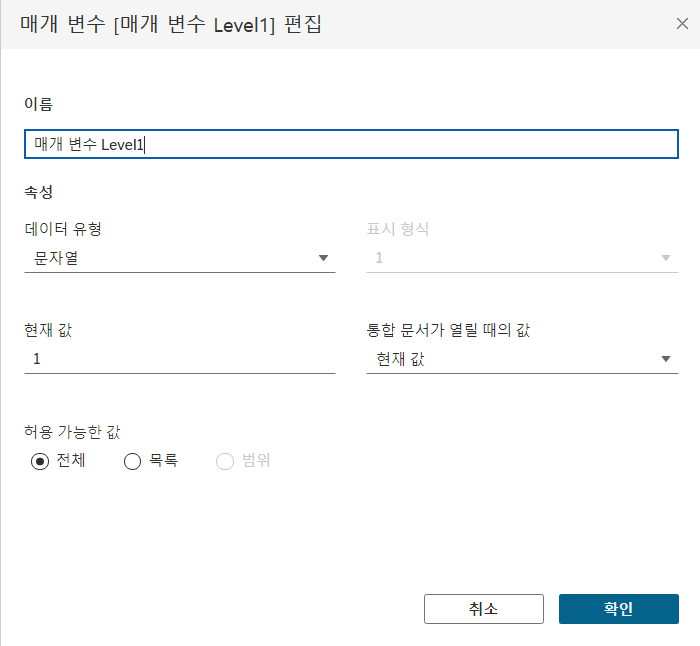 매개 변수 [매개 변수 Level1] 편집
이름
매개 변수 Level1
속성
데이터 유형
표시 형식
문자열
1
현재 값
통합 문서가 열릴 때의 값
1
현재 값
허용 가능한 값
전체 목록 범위
취소 확인